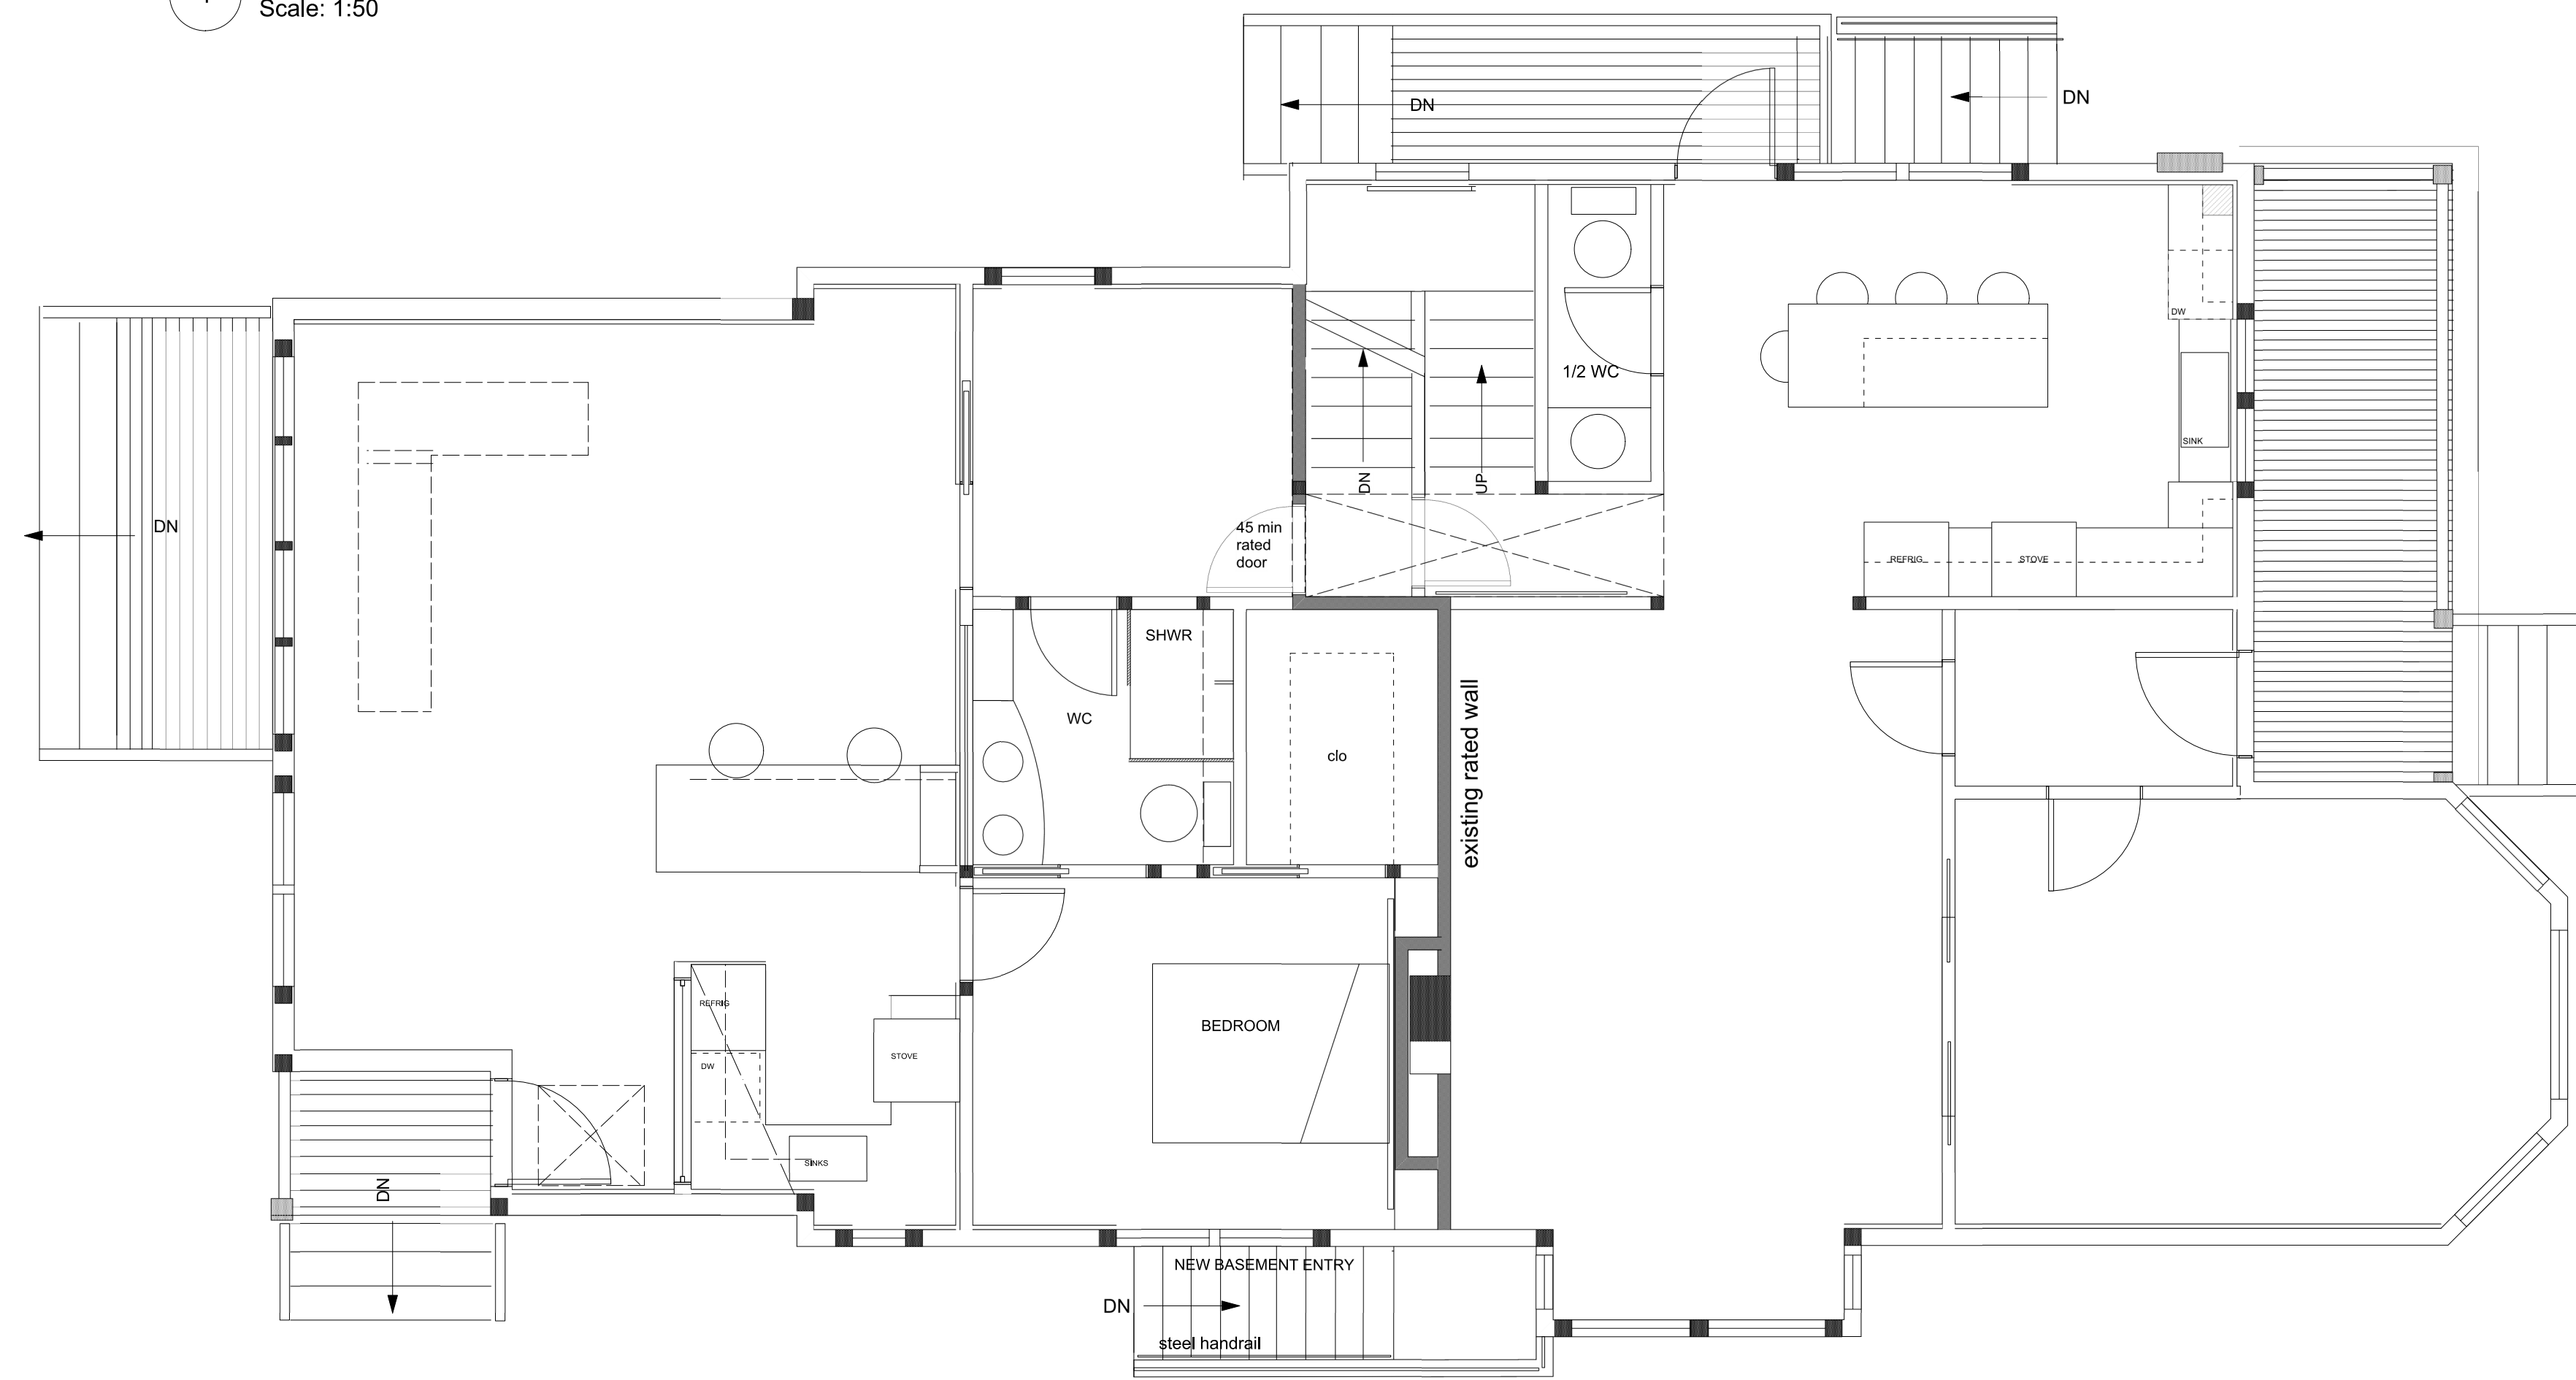 Scale: 1:50
DN
DN
DW
1/2 WC
SINK
DN
UP
DN
45 min
rated
door
REFRIG
STOVE
SHWR
WC
clo
existing rated wall
REFRIG
BEDROOM
STOVE
DW
SINKS
DN
NEW BASEMENT ENTRY
DN
steel handrail